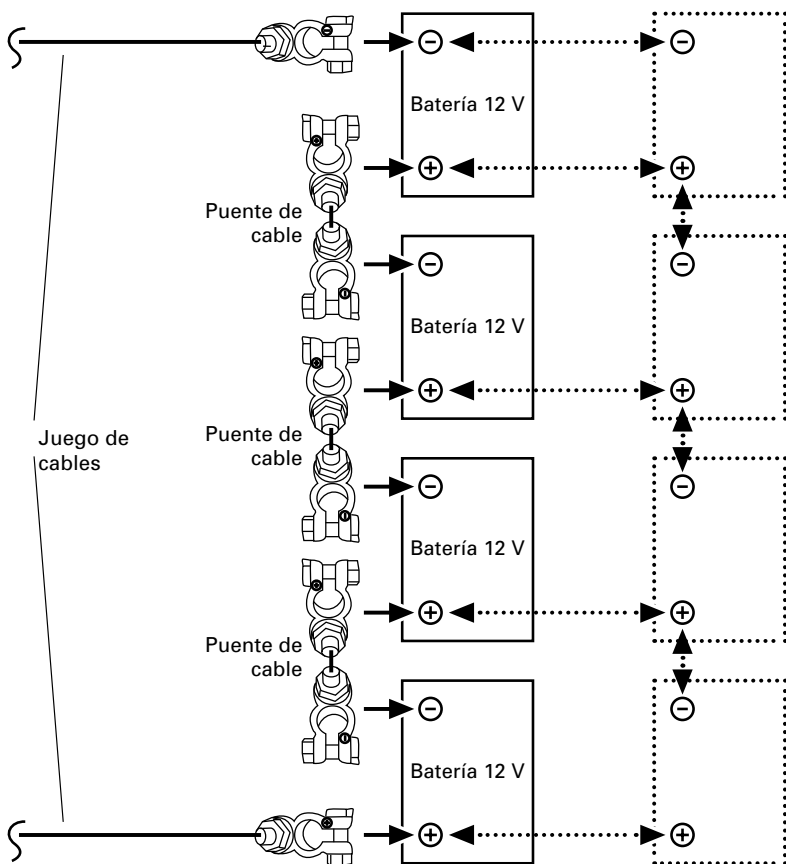 Batería 12 V
Puente de
cable
Batería 12 V
Juego de
cables
Puente de
cable
Batería 12 V
Puente de
cable
Batería 12 V